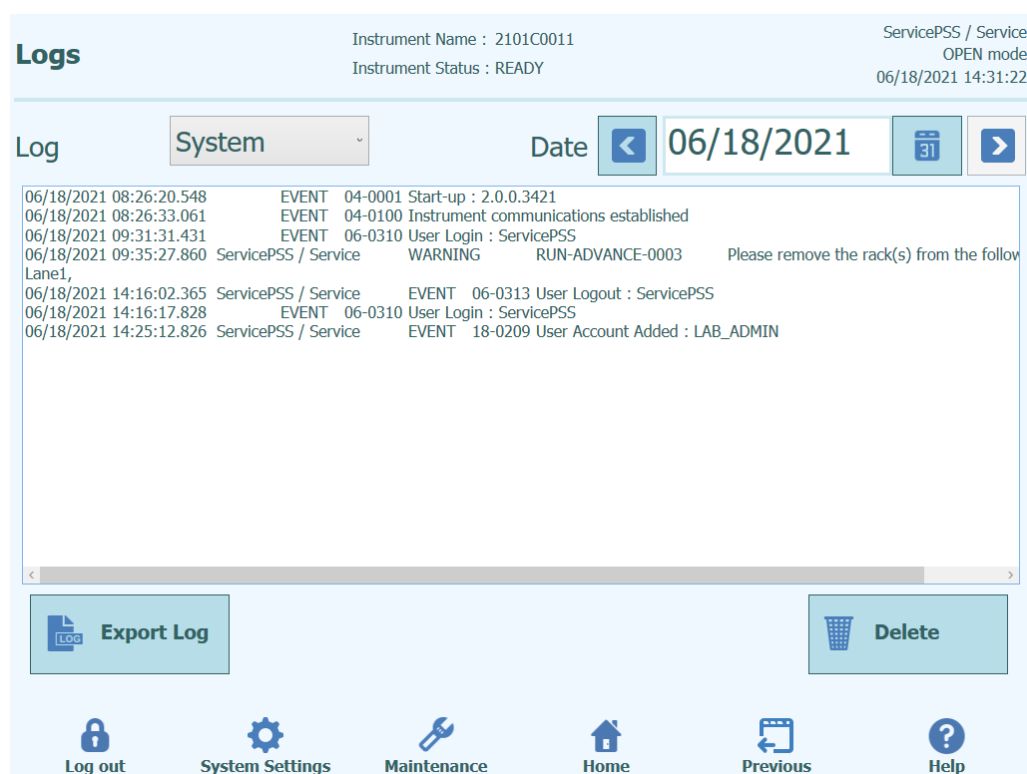 Logs
Instrument Name : 2101C0011
Instrument Status : READY
ServicePSS / Service
OPEN mode
06/18/2021 14:31:22
Log
System
Date
06/18/2021
31
06/18/2021 08:26:20.548 EVENT 04-0001 Start-up : 2.0.0.3421
06/18/2021 08:26:33.061 EVENT 04-0100 Instrument communications established
06/18/2021 09:31:31.431 EVENT 06-0310 User Login : ServicePSS
06/18/2021 09:35:27.860 ServicePSS / Service WARNING RUN-ADVANCE-0003 Please remove the rack(s) from the follow
Lane1,
06/18/2021 14:16:02.365 ServicePSS / Service EVENT 06-0313 User Logout : ServicePSS
06/18/2021 14:16:17.828 EVENT 06-0310 User Login : ServicePSS
06/18/2021 14:25:12.826 ServicePSS / Service EVENT 18-0209 User Account Added : LAB_ADMIN
LOG
Export Log
Delete
Log out
System Settings
Maintenance
Home
Previous
Help